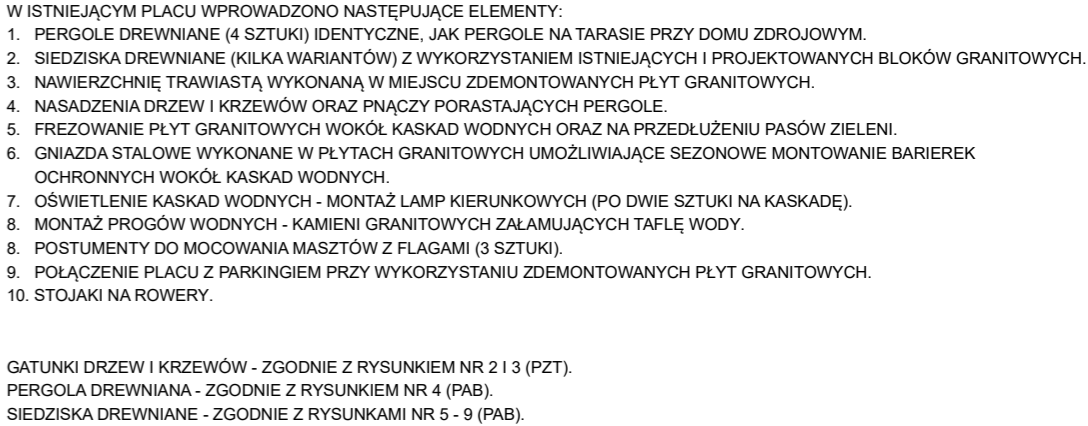 W ISTNIEJĄCYM PLACU WPROWADZONO NASTĘPUJĄCE ELEMENTY:
1. PERGOLE DREWNIANE (4 SZTUKI) IDENTYCZNE, JAK PERGOLE NA TARASIE PRZY DOMU ZDROJOWYM.
2. SIEDZISKA DREWNIANE (KILKA WARIANTÓW) Z WYKORZYSTANIEM ISTNIEJĄCYCH I PROJEKTOWANYCH BLOKÓW GRANITOWYCH.
3. NAWIERZCHNIĘ TRAWIASTĄ WYKONANĄ W MIEJSCU ZDEMONTOWANYCH PŁYT GRANITOWYCH.
4. NASADZENIA DRZEW I KRZEWÓW ORAZ PNĄCZY PORASTAJĄCYCH PERGOLE.
5. FREZOWANIE PŁYT GRANITOWYCH WOKÓŁ KASKAD WODNYCH ORAZ NA PRZEDŁUŻENIU PASÓW ZIELENI.
6. GNIAZDA STALOWE WYKONANE W PŁYTACH GRANITOWYCH UMOŻLIWIAJĄCE SEZONOWE MONTOWANIE BARIEREK
OCHRONNYCH WOKÓŁ KASKAD WODNYCH.
7. OŚWIETLENIE KASKAD WODNYCH - MONTAŻ LAMP KIERUNKOWYCH (PO DWIE SZTUKI NA KASKADĘ).
8. MONTAŻ PROGÓW WODNYCH - KAMIENI GRANITOWYCH ZAŁAMUJĄCYCH TAFLĘ WODY.
8. POSTUMENTY DO MOCOWANIA MASZTÓW Z FLAGAMI (3 SZTUKI).
9. POŁĄCZENIE PLACU Z PARKINGIEM PRZY WYKORZYSTANIU ZDEMONTOWANYCH PŁYT GRANITOWYCH.
10. STOJAKI NA ROWERY.
GATUNKI DRZEW I KRZEWÓW - ZGODNIE Z RYSUNKIEM NR 2 I 3 (PZT).
PERGOLA DREWNIANA - ZGODNIE Z RYSUNKIEM NR 4 (PAB).
SIEDZISKA DREWNIANE - ZGODNIE Z RYSUNKAMI NR 5 - 9 (PAB).